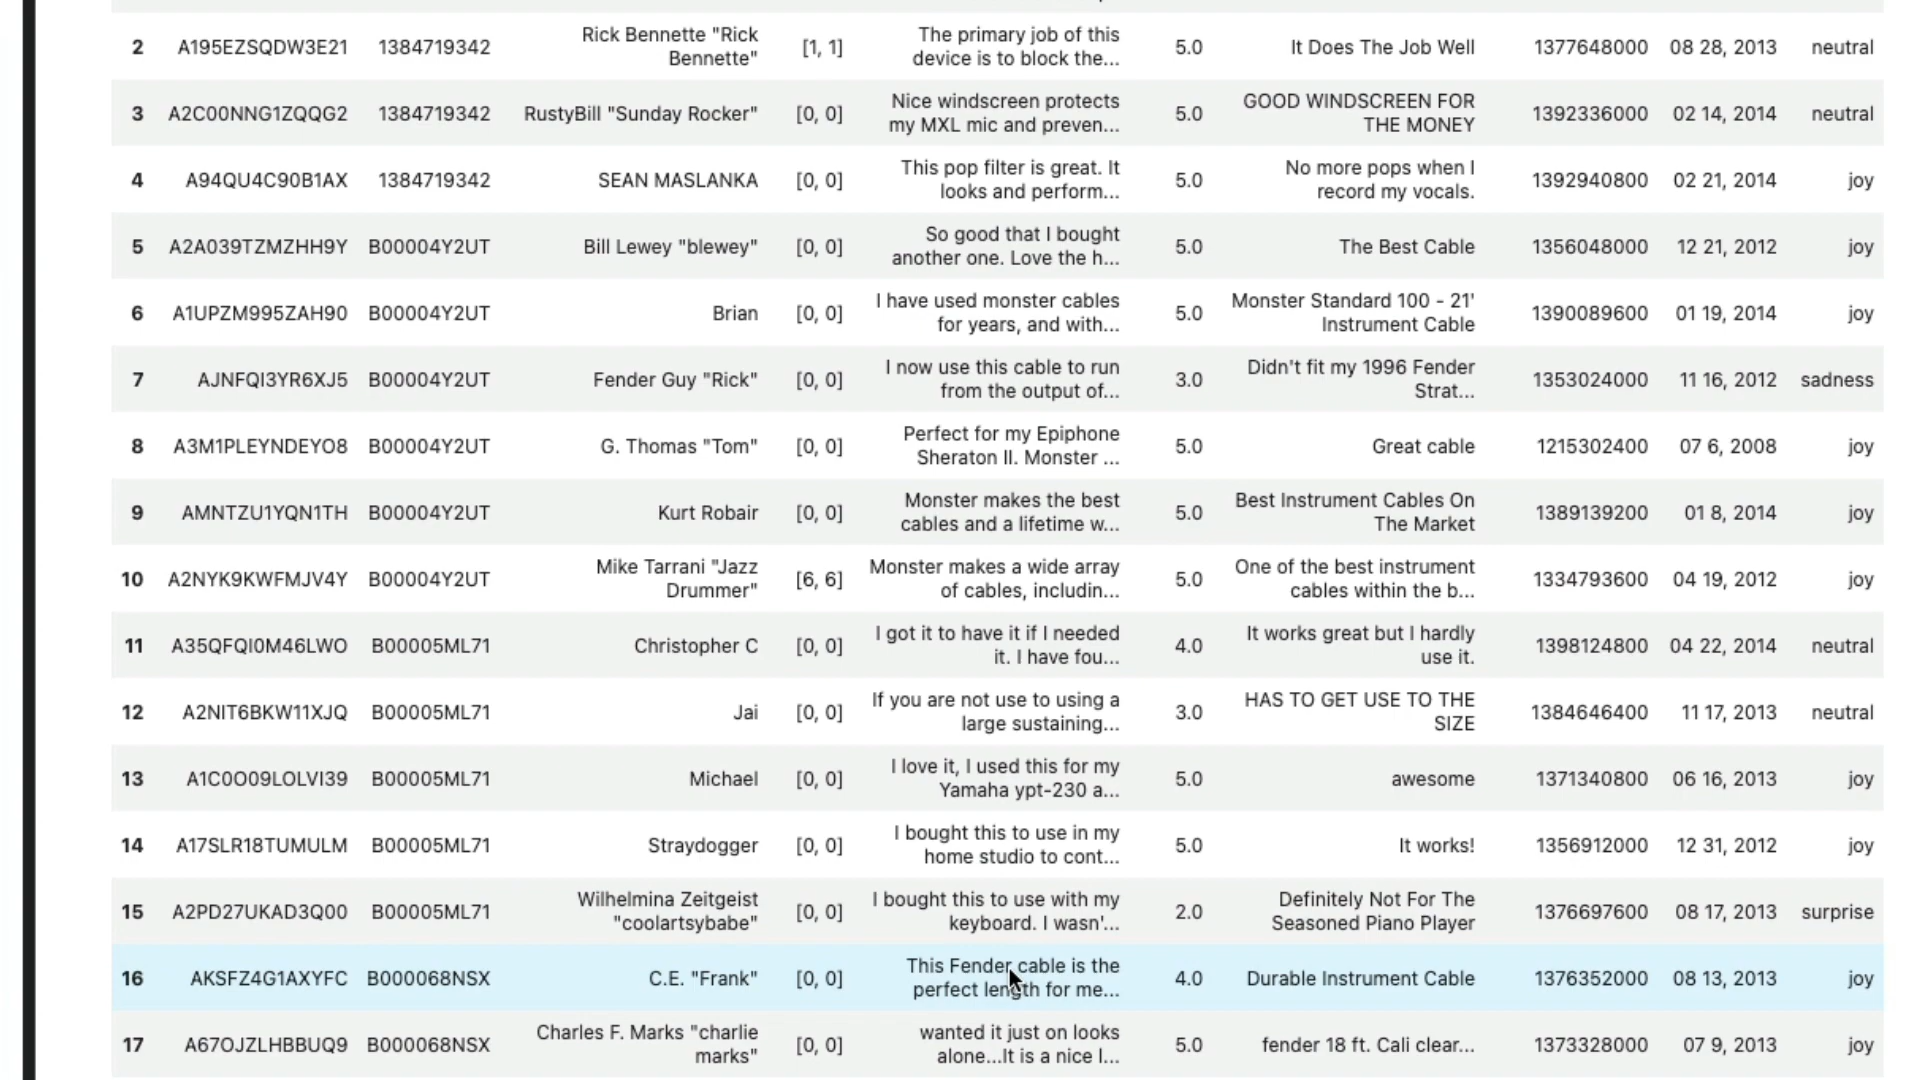 2 A195EZSQDW3E21 1384719342 Rick Bennette "Rick Bennette" [1, 1] The primary job of this device is to block the... 5.0 It Does The Job Well 1377648000 08 28, 2013 neutral
3 A2C00NNG1ZQQG2 1384719342 RustyBill "Sunday Rocker" [0, 0] Nice windscreen protects my MXL mic and preven... 5.0 GOOD WINDSCREEN FOR THE MONEY 1392336000 02 14, 2014 neutral
4 A94QU4C90B1AX 1384719342 SEAN MASLANKA [0, 0] This pop filter is great. It looks and perform... 5.0 No more pops when I record my vocals. 1392940800 02 21, 2014 joy
5 A2A039TZMZHH9Y B00004Y2UT Bill Lewey "blewey" [0, 0] So good that I bought another one. Love the h... 5.0 The Best Cable 1356048000 12 21, 2012 joy
6 A1UPZM995ZAH90 B00004Y2UT Brian [0, 0] I have used monster cables for years, and with... 5.0 Monster Standard 100 - 21' Instrument Cable 1390089600 01 19, 2014 joy
7 AJNFQI3YR6XJ5 B00004Y2UT Fender Guy "Rick" [0, 0] I now use this cable to run from the output of... 3.0 Didn't fit my 1996 Fender Strat... 1353024000 11 16, 2012 sadness
8 A3M1PLEYNDEYO8 B00004Y2UT G. Thomas "Tom" [0, 0] Perfect for my Epiphone Sheraton II. Monster ... 5.0 Great cable 1215302400 07 6, 2008 joy
9 AMNTZU1YQN1TH B00004Y2UT Kurt Robair [0, 0] Monster makes the best cables and a lifetime w... 5.0 Best Instrument Cables On The Market 1389139200 01 8, 2014 joy
10 A2NYK9KWFMJV4Y B00004Y2UT Mike Tarrani "Jazz Drummer" [6, 6] Monster makes a wide array of cables, includin... 5.0 One of the best instrument cables within the b... 1334793600 04 19, 2012 joy
11 A35QFQI0M46LWO B00005ML71 Christopher C [0, 0] I got it to have it if I needed it. I have fou... 4.0 It works great but I hardly use it. 1398124800 04 22, 2014 neutral
12 A2NIT6BKW11XJQ B00005ML71 Jai [0, 0] If you are not use to using a large sustaining... 3.0 HAS TO GET USE TO THE SIZE 1384646400 11 17, 2013 neutral
13 A1C0O09LOLVI39 B00005ML71 Michael [0, 0] I love it, I used this for my Yamaha ypt-230 a... 5.0 awesome 1371340800 06 16, 2013 joy
14 A17SLR18TUMULM B00005ML71 Straydogger [0, 0] I bought this to use in my home studio to cont... 5.0 It works! 1356912000 12 31, 2012 joy
15 A2PD27UKAD3Q00 B00005ML71 Wilhelmina Zeitgeist "coolartsybabe" [0, 0] I bought this to use with my keyboard. I wasn'... 2.0 Definitely Not For The Seasoned Piano Player 1376697600 08 17, 2013 surprise
16 AKSFZ4G1AXYFC B000068NSX C.E. "Frank" [0, 0] This Fender cable is the perfect length for me... 4.0 Durable Instrument Cable 1376352000 08 13, 2013 joy
17 A67OJZLHBBUQ9 B000068NSX Charles F. Marks "charlie marks" [0, 0] wanted it just on looks alone...It is a nice l... 5.0 fender 18 ft. Cali clear... 1373328000 07 9, 2013 joy